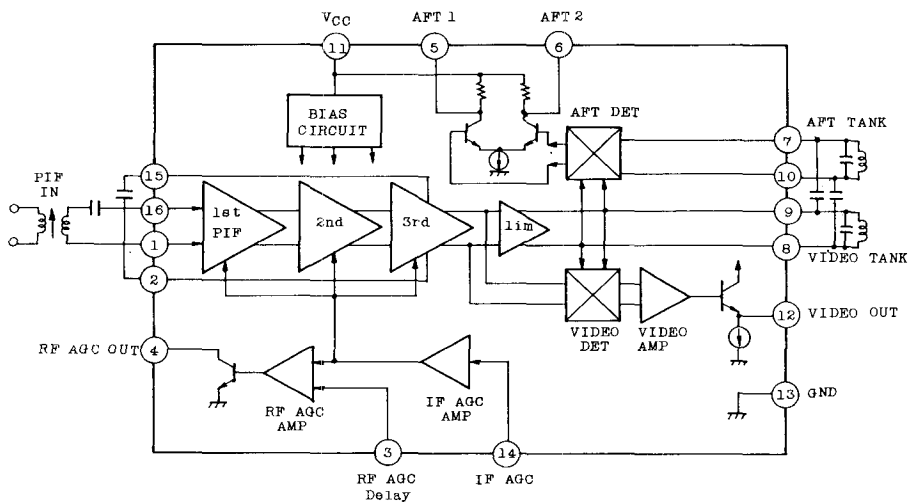 VCC
AFT 1
AFT 2
11
5
6
BIAS
CIRCUIT
AFT DET
AFT TANK
7
PIF
IN
15
10
16
1st
PIF
2nd
3rd
lim
9
1
8
VIDEO TANK
2
VIDEO
DET
VIDEO
AMP
12
VIDEO OUT
RF AGC OUT
4
RF AGC
AMP
IF AGC
AMP
13
GND
3
14
RF AGC
Delay
IF AGC